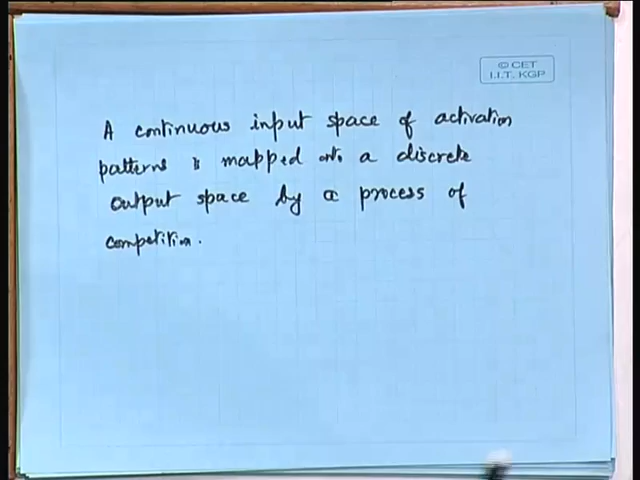 © CET
I.I.T. KGP
A continuous input space of activation
patterns is mapped onto a discrete
output space by a process of
competition.